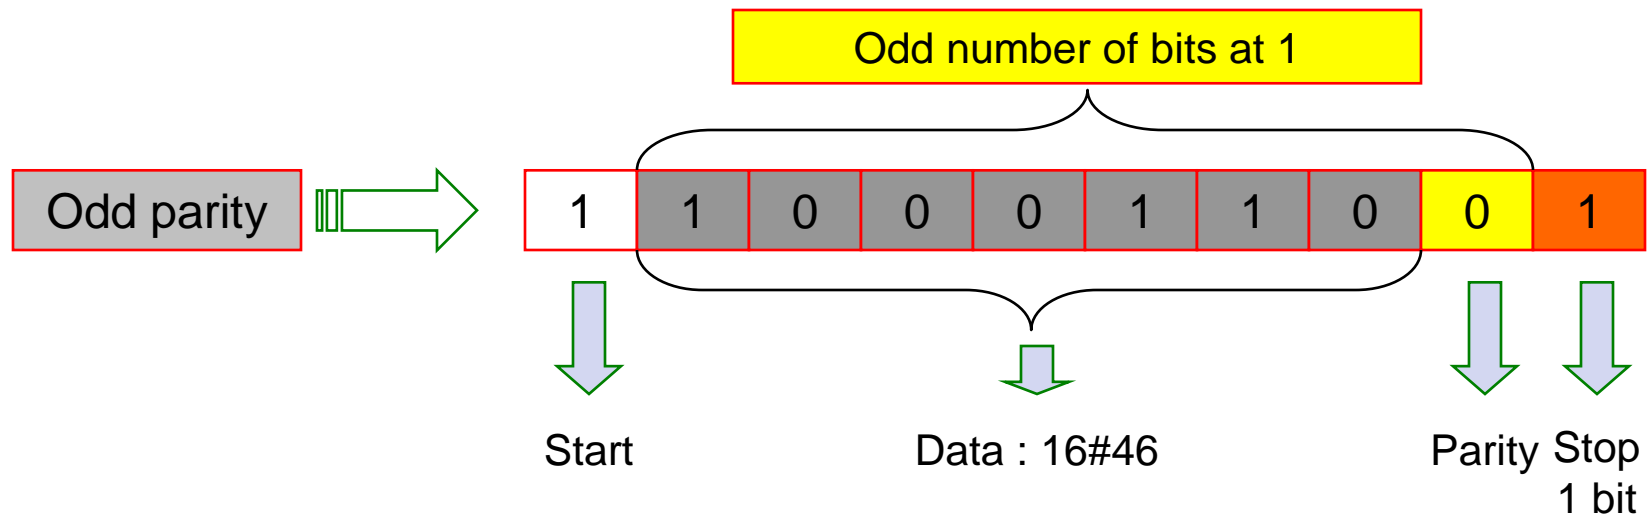 Odd number of bits at 1
Odd parity
1 1 0 0 0 1 1 0 0 1
Start
Data : 16#46
Parity
Stop
1 bit